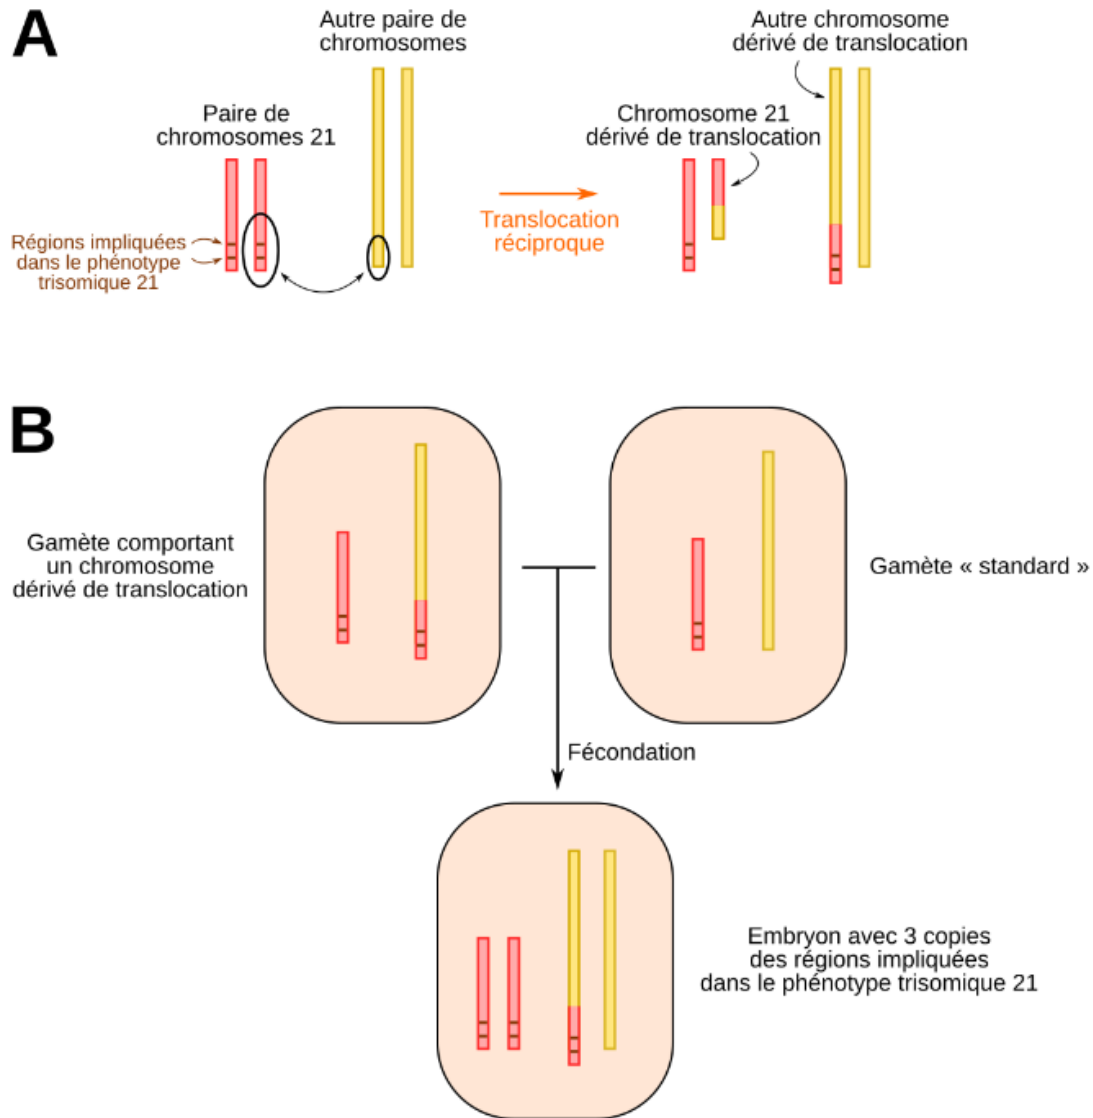 A
Autre paire de
chromosomes
Autre chromosome
dérivé de translocation
Paire de
chromosomes 21
Chromosome 21
dérivé de translocation
Régions impliquées
dans le phénotype
trisomique 21
Translocation
réciproque
B
Gamète comportant
un chromosome
dérivé de translocation
Gamète « standard »
Fécondation
Embryon avec 3 copies
des régions impliquées
dans le phénotype trisomique 21